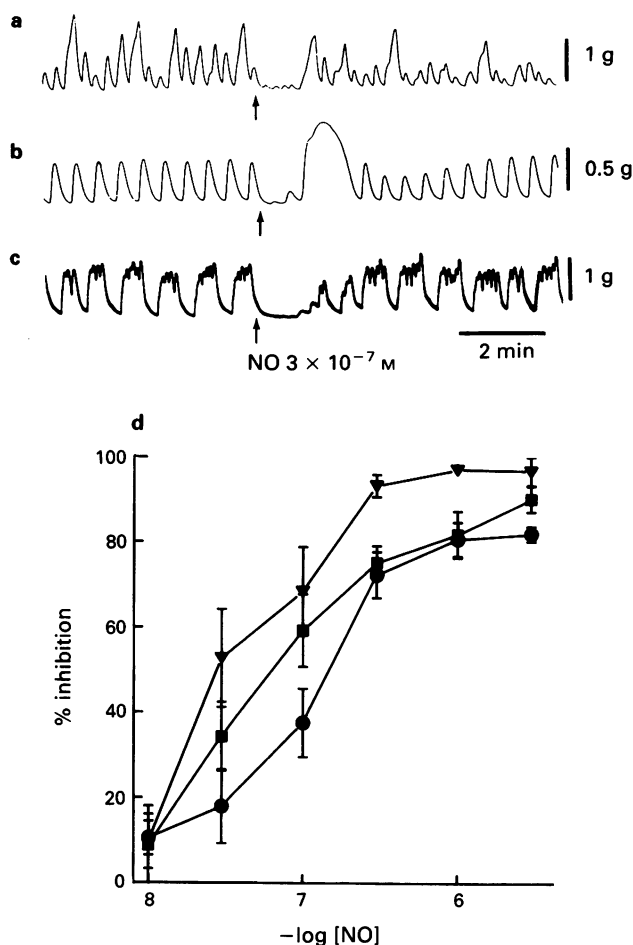 a
1 g
b
0.5 g
c
1 g
2 min
NO 3 × 10⁻⁷ M
d
100
80
60
40
20
0
% inhibition
8 7 6
−log [NO]